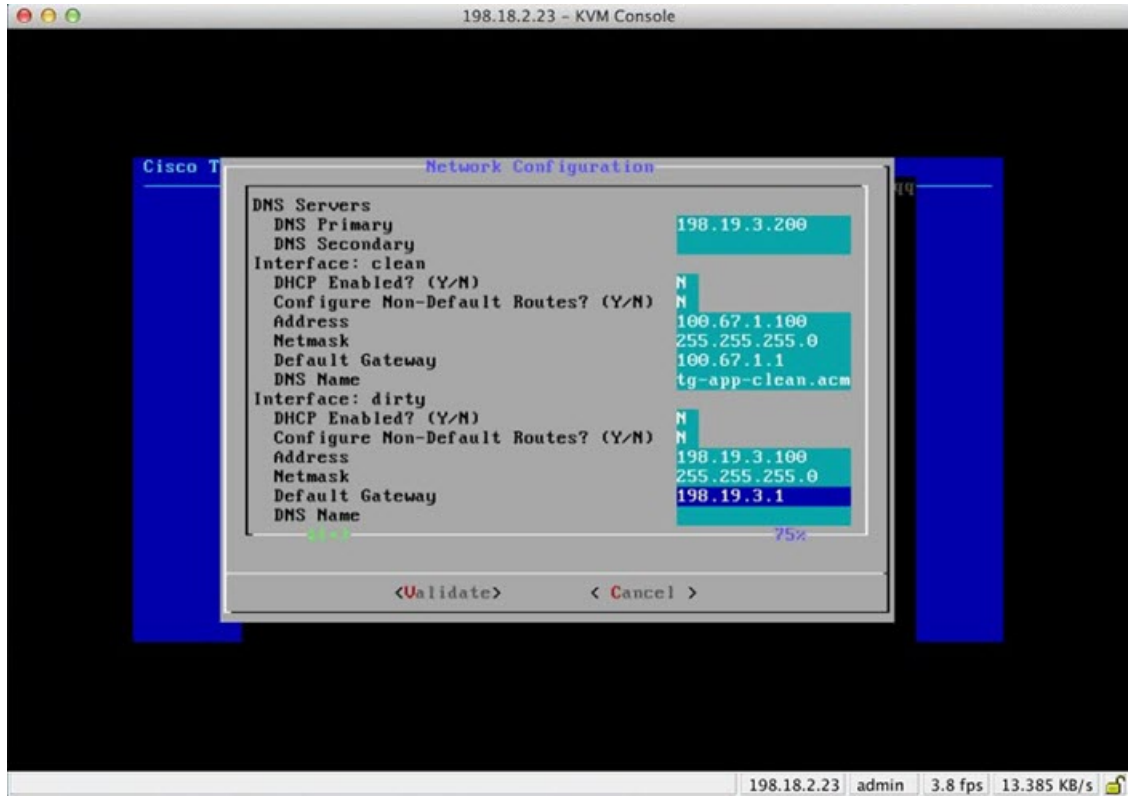 198.18.2.23 – KVM Console
Cisco T
Network Configuration
qq
DNS Servers
DNS Primary 198.19.3.200
DNS Secondary
Interface: clean
DHCP Enabled? (Y/N) N
Configure Non-Default Routes? (Y/N) N
Address 100.67.1.100
Netmask 255.255.255.0
Default Gateway 100.67.1.1
DNS Name tg-app-clean.acm
Interface: dirty
DHCP Enabled? (Y/N) N
Configure Non-Default Routes? (Y/N) N
Address 198.19.3.100
Netmask 255.255.255.0
Default Gateway 198.19.3.1
DNS Name
75%
<Validate> < Cancel >
198.18.2.23 admin 3.8 fps 13.385 KB/s